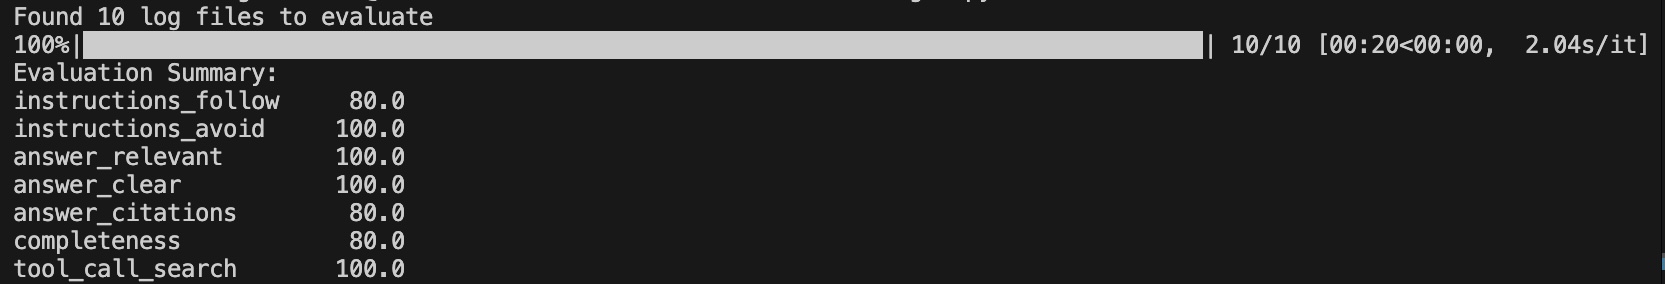 Found 10 log files to evaluate
100%|| 10/10 [00:20<00:00,  2.04s/it]
Evaluation Summary:
instructions_follow     80.0
instructions_avoid     100.0
answer_relevant        100.0
answer_clear           100.0
answer_citations        80.0
completeness            80.0
tool_call_search       100.0